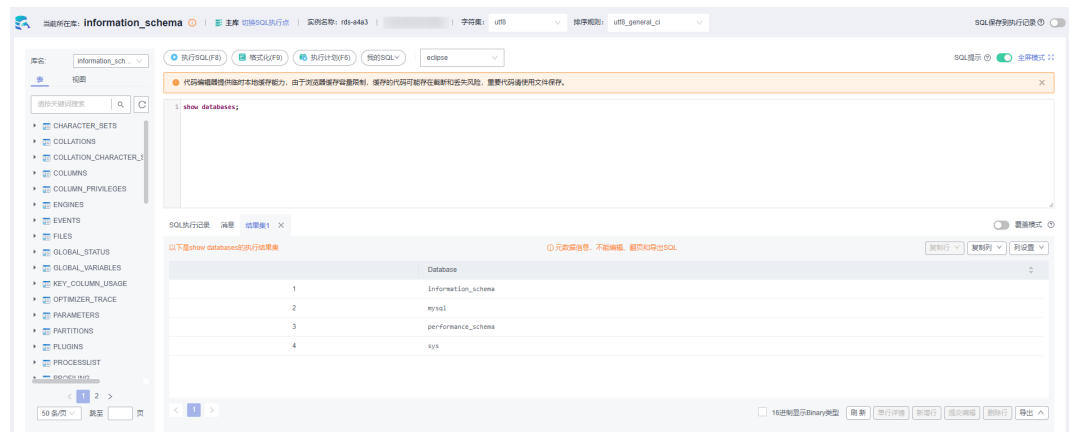 当前所在库: information_schema 主库 切换SQL执行点 | 实例名称: rds-a4a3 | | 字符集: utf8 排序规则: utf8_general_ci SQL保存到执行记录
库名: information_sch... 执行SQL(F8) 格式化(F9) 执行计划(F6) 我的SQL eclipse SQL提示 全屏模式
表 视图
代码编辑器提供临时本地缓存能力，由于浏览器缓存容量限制，缓存的代码可能存在截断和丢失风险，重要代码请使用文件保存。
请按关键词搜索
1 show databases;
CHARACTER_SETS
COLLATIONS
COLLATION_CHARACTER_S
COLUMNS
COLUMN_PRIVILEGES
ENGINES
EVENTS
FILES
GLOBAL_STATUS
GLOBAL_VARIABLES
KEY_COLUMN_USAGE
OPTIMIZER_TRACE
PARAMETERS
PARTITIONS
PLUGINS
PROCESSLIST
PROFILING
< 1 2 >
50 条/页 跳至 页
SQL执行记录 消息 结果集1 × 覆盖模式
以下是show databases的执行结果集 元数据信息，不能编辑、翻页和导出SQL 复制行 复制列 列设置
Database
1 information_schema
2 mysql
3 performance_schema
4 sys
< 1 > 16进制显示Binary类型 刷新 单行详情 新增行 提交编辑 删除行 导出